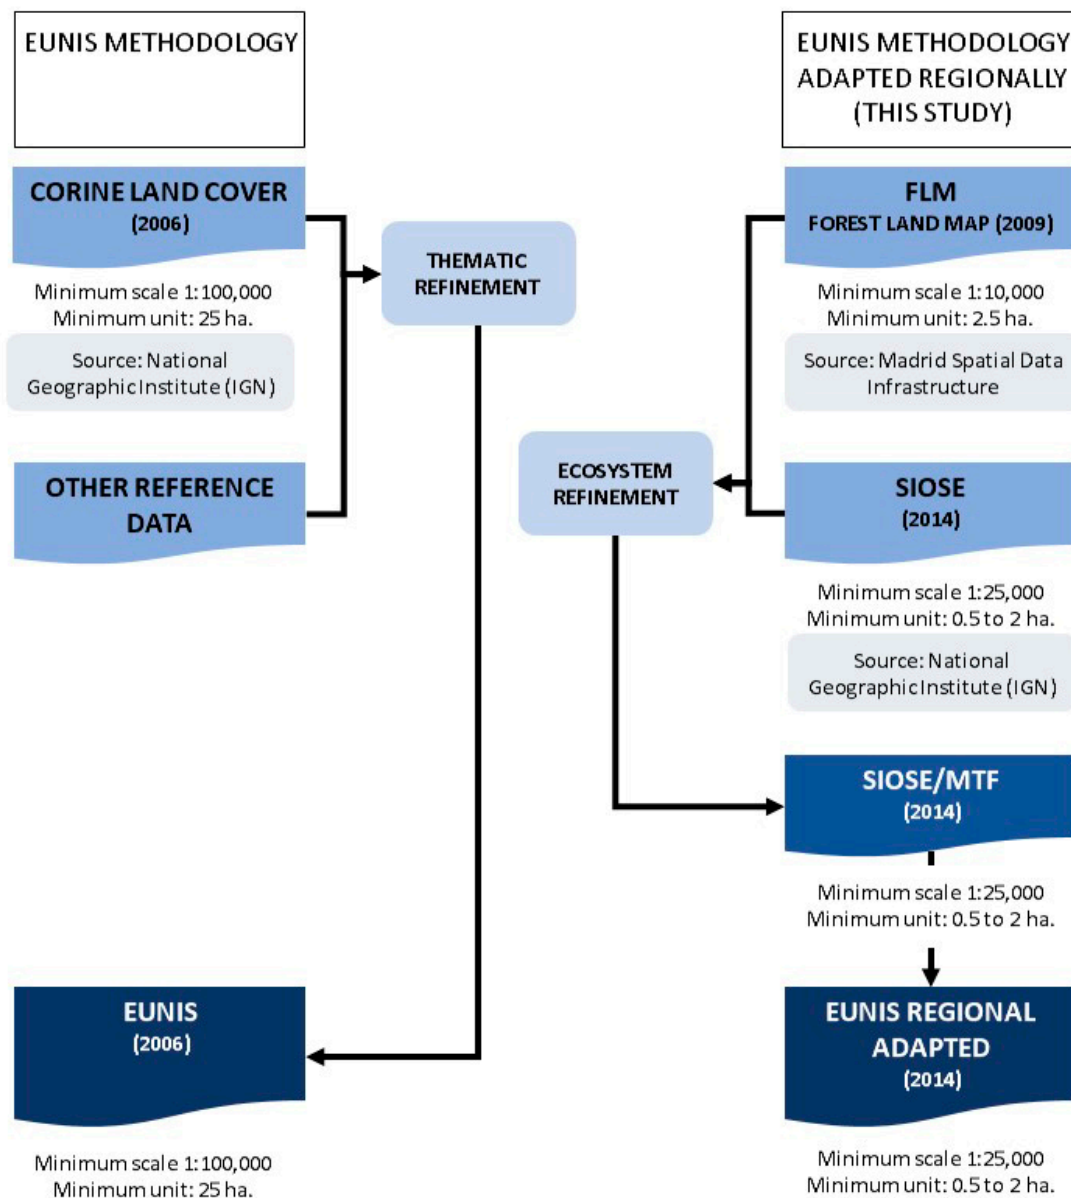 EUNIS METHODOLOGY
CORINE LAND COVER
(2006)
Minimum scale 1:100,000
Minimum unit: 25 ha.
Source: National
Geographic Institute (IGN)
OTHER REFERENCE
DATA
THEMATIC
REFINEMENT
EUNIS
(2006)
Minimum scale 1:100,000
Minimum unit: 25 ha.
EUNIS METHODOLOGY
ADAPTED REGIONALLY
(THIS STUDY)
FLM
FOREST LAND MAP (2009)
Minimum scale 1:10,000
Minimum unit: 2.5 ha.
Source: Madrid Spatial Data
Infrastructure
ECOSYSTEM
REFINEMENT
SIOSE
(2014)
Minimum scale 1:25,000
Minimum unit: 0.5 to 2 ha.
Source: National
Geographic Institute (IGN)
SIOSE/MTF
(2014)
Minimum scale 1:25,000
Minimum unit: 0.5 to 2 ha.
EUNIS REGIONAL
ADAPTED
(2014)
Minimum scale 1:25,000
Minimum unit: 0.5 to 2 ha.